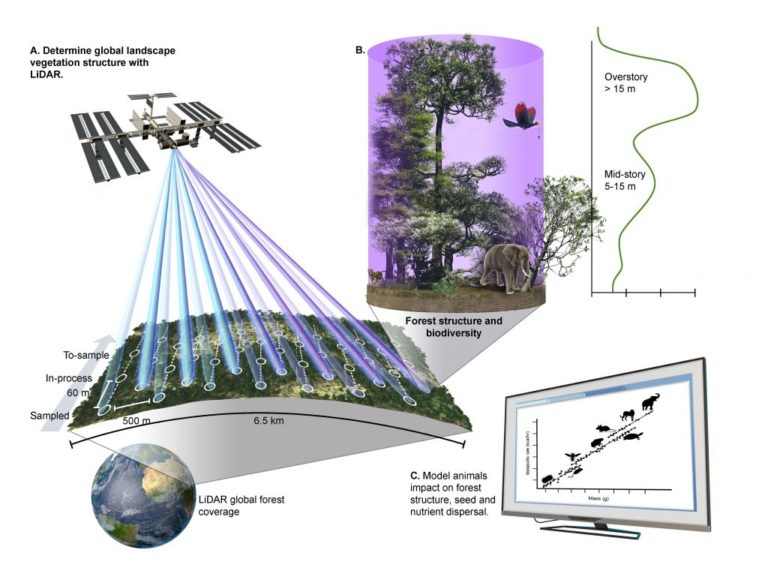 A. Determine global landscape
vegetation structure with
LiDAR.
B.
Overstory
> 15 m
Mid-story
5-15 m
Forest structure and
biodiversity
To-sample
In-process
60 m
Sampled
500 m
6.5 km
LiDAR global forest
coverage
C. Model animals
impact on forest
structure, seed and
nutrient dispersal.
Metabolic rate (kcal/hr)
Mass (g)